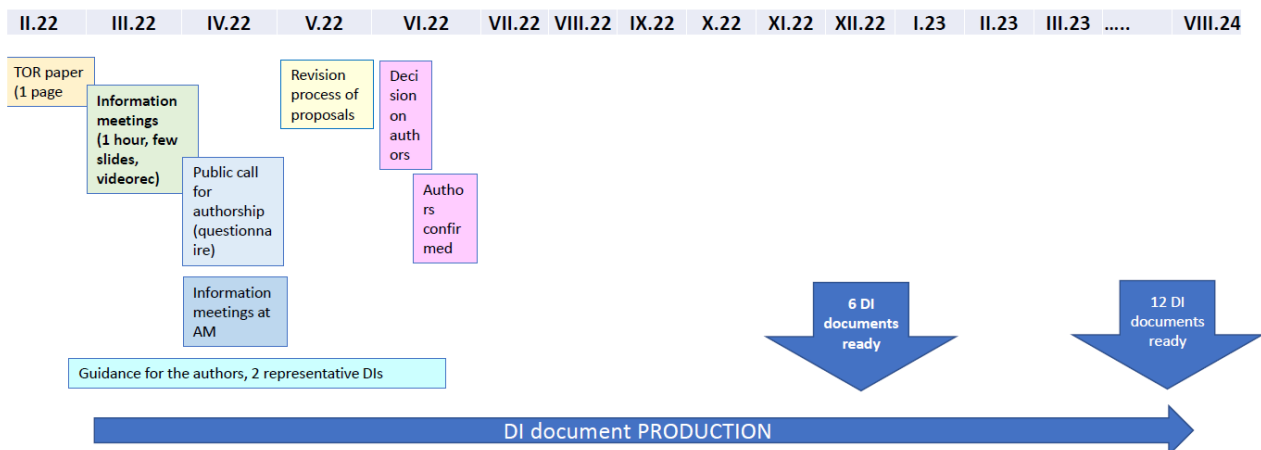 II.22 III.22 IV.22 V.22 VI.22 VII.22 VIII.22 IX.22 X.22 XI.22 XII.22 I.23 II.23 III.23 ..... VIII.24
TOR paper
(1 page
Information
meetings
(1 hour, few
slides,
videorec)
Public call
for
authorship
(questionna
ire)
Information
meetings at
AM
Revision
process of
proposals
Deci
sion
on
auth
ors
Autho
rs
confir
med
Guidance for the authors, 2 representative DIs
6 DI
documents
ready
12 DI
documents
ready
DI document PRODUCTION